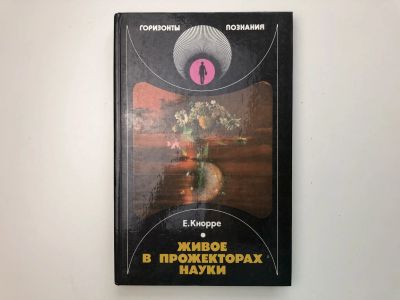 ГОРИЗОНТЫ ПОЗНАНИЯ
Е.Кнорре
ЖИВОЕ
В ПРОЖЕКТОРАХ
НАУКИ